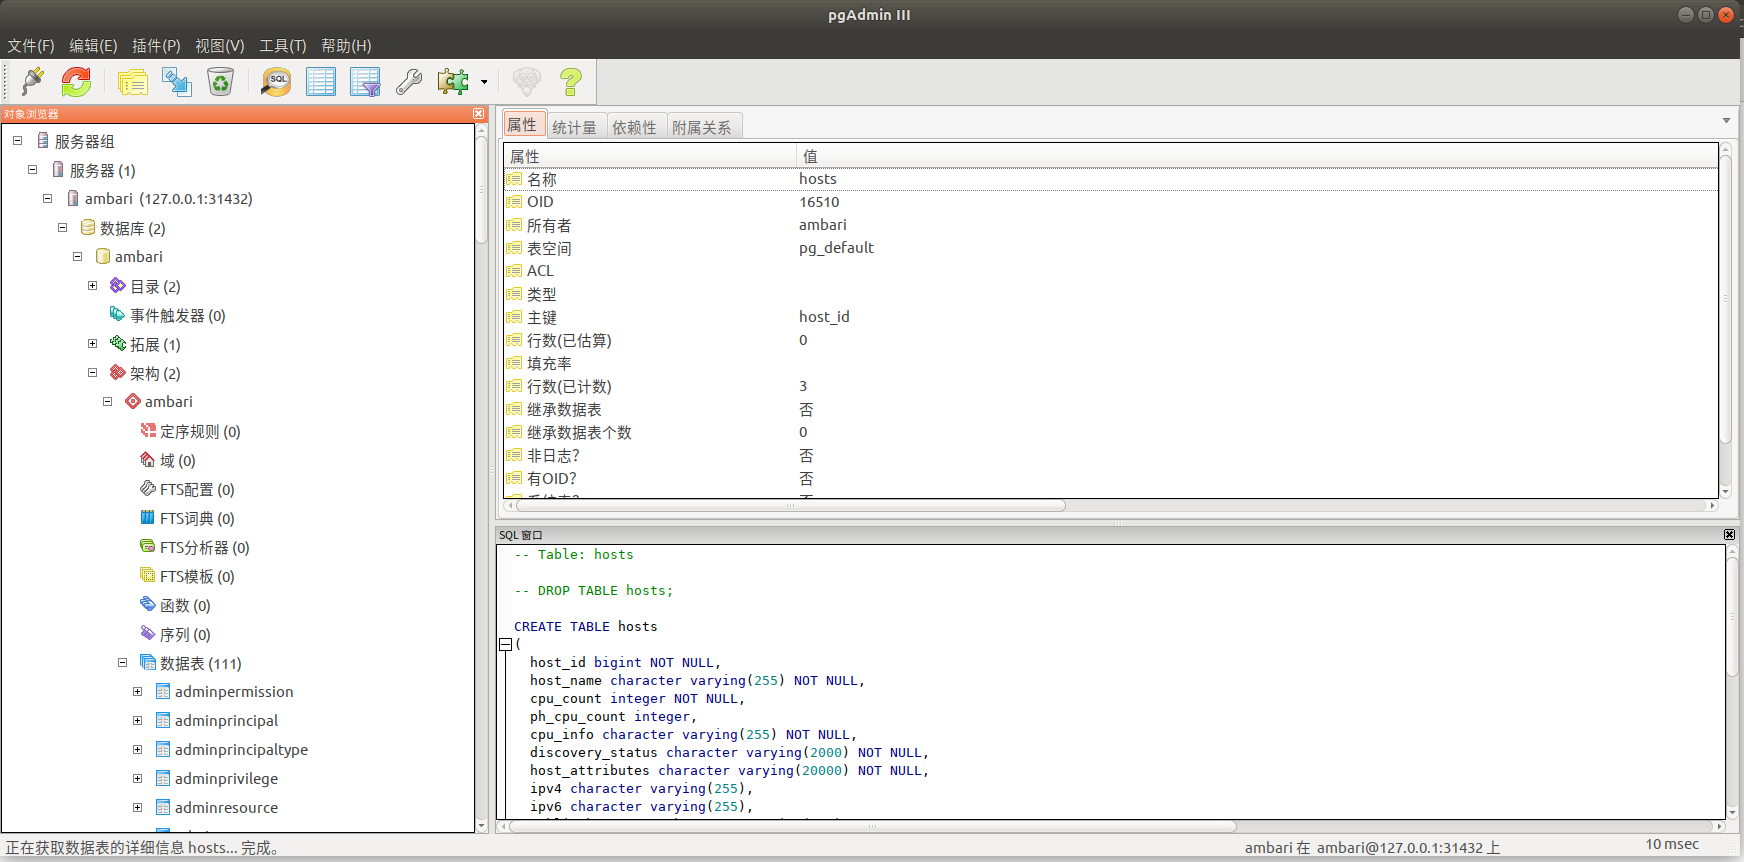 pgAdmin III
文件(F) 编辑(E) 插件(P) 视图(V) 工具(T) 帮助(H)
SQL
对象浏览器
服务器组
服务器 (1)
ambari (127.0.0.1:31432)
数据库 (2)
ambari
目录 (2)
事件触发器 (0)
拓展 (1)
架构 (2)
ambari
定序规则 (0)
域 (0)
FTS配置 (0)
FTS词典 (0)
FTS分析器 (0)
FTS模板 (0)
函数 (0)
序列 (0)
数据表 (111)
adminpermission
adminprincipal
adminprincipaltype
adminprivilege
adminresource
属性 统计量 依赖性 附属关系
属性 值
名称 hosts
OID 16510
所有者 ambari
表空间 pg_default
ACL
类型
主键 host_id
行数(已估算) 0
填充率
行数(已计数) 3
继承数据表 否
继承数据表个数 0
非日志? 否
有OID? 否
SQL 窗口
-- Table: hosts
-- DROP TABLE hosts;
CREATE TABLE hosts
(
host_id bigint NOT NULL,
host_name character varying(255) NOT NULL,
cpu_count integer NOT NULL,
ph_cpu_count integer,
cpu_info character varying(255) NOT NULL,
discovery_status character varying(2000) NOT NULL,
host_attributes character varying(20000) NOT NULL,
ipv4 character varying(255),
ipv6 character varying(255),
正在获取数据表的详细信息 hosts... 完成。 ambari 在 ambari@127.0.0.1:31432 上 10 msec